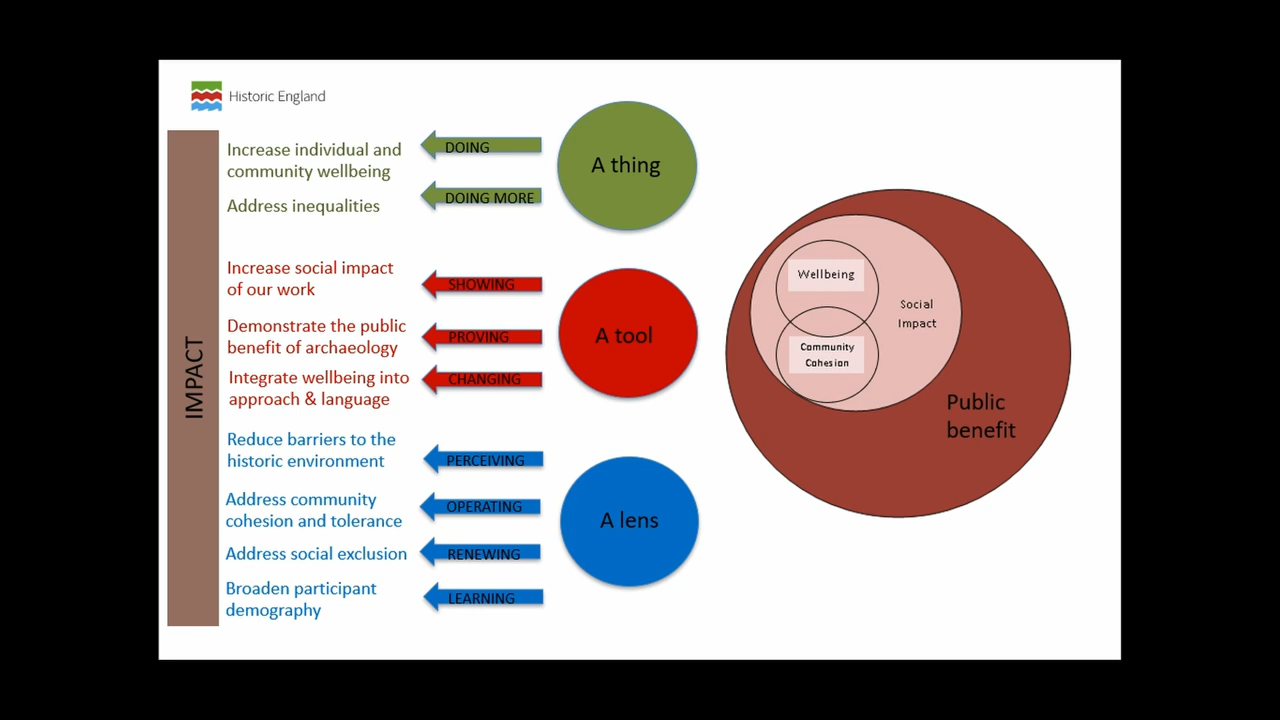 Historic England
IMPACT
Increase individual and
community wellbeing
DOING
A thing
Address inequalities
DOING MORE
Increase social impact
of our work
SHOWING
A tool
Demonstrate the public
benefit of archaeology
PROVING
Integrate wellbeing into
approach & language
CHANGING
Reduce barriers to the
historic environment
PERCEIVING
A lens
Address community
cohesion and tolerance
OPERATING
Address social exclusion
RENEWING
Broaden participant
demography
LEARNING
Wellbeing
Social
Impact
Community
Cohesion
Public
benefit